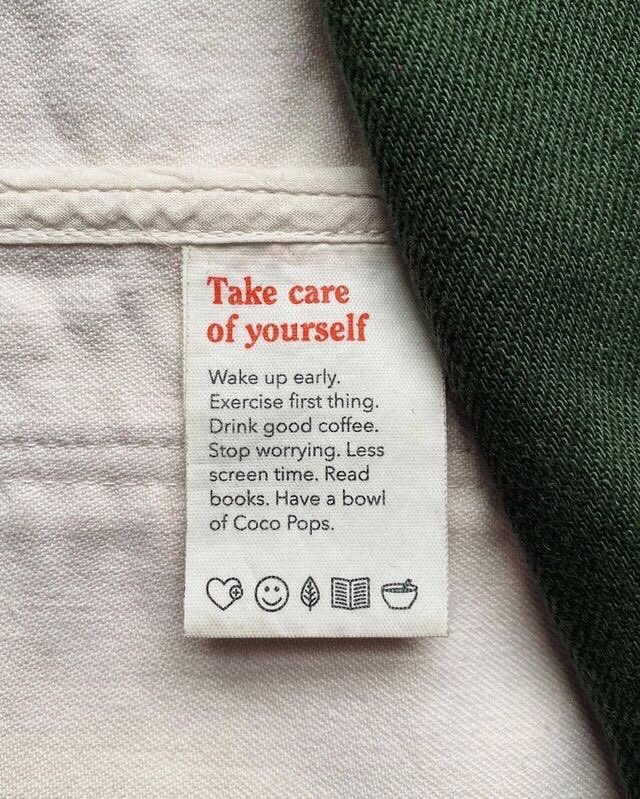 Take care
of yourself
Wake up early.
Exercise first thing.
Drink good coffee.
Stop worrying. Less
screen time. Read
books. Have a bowl
of Coco Pops.